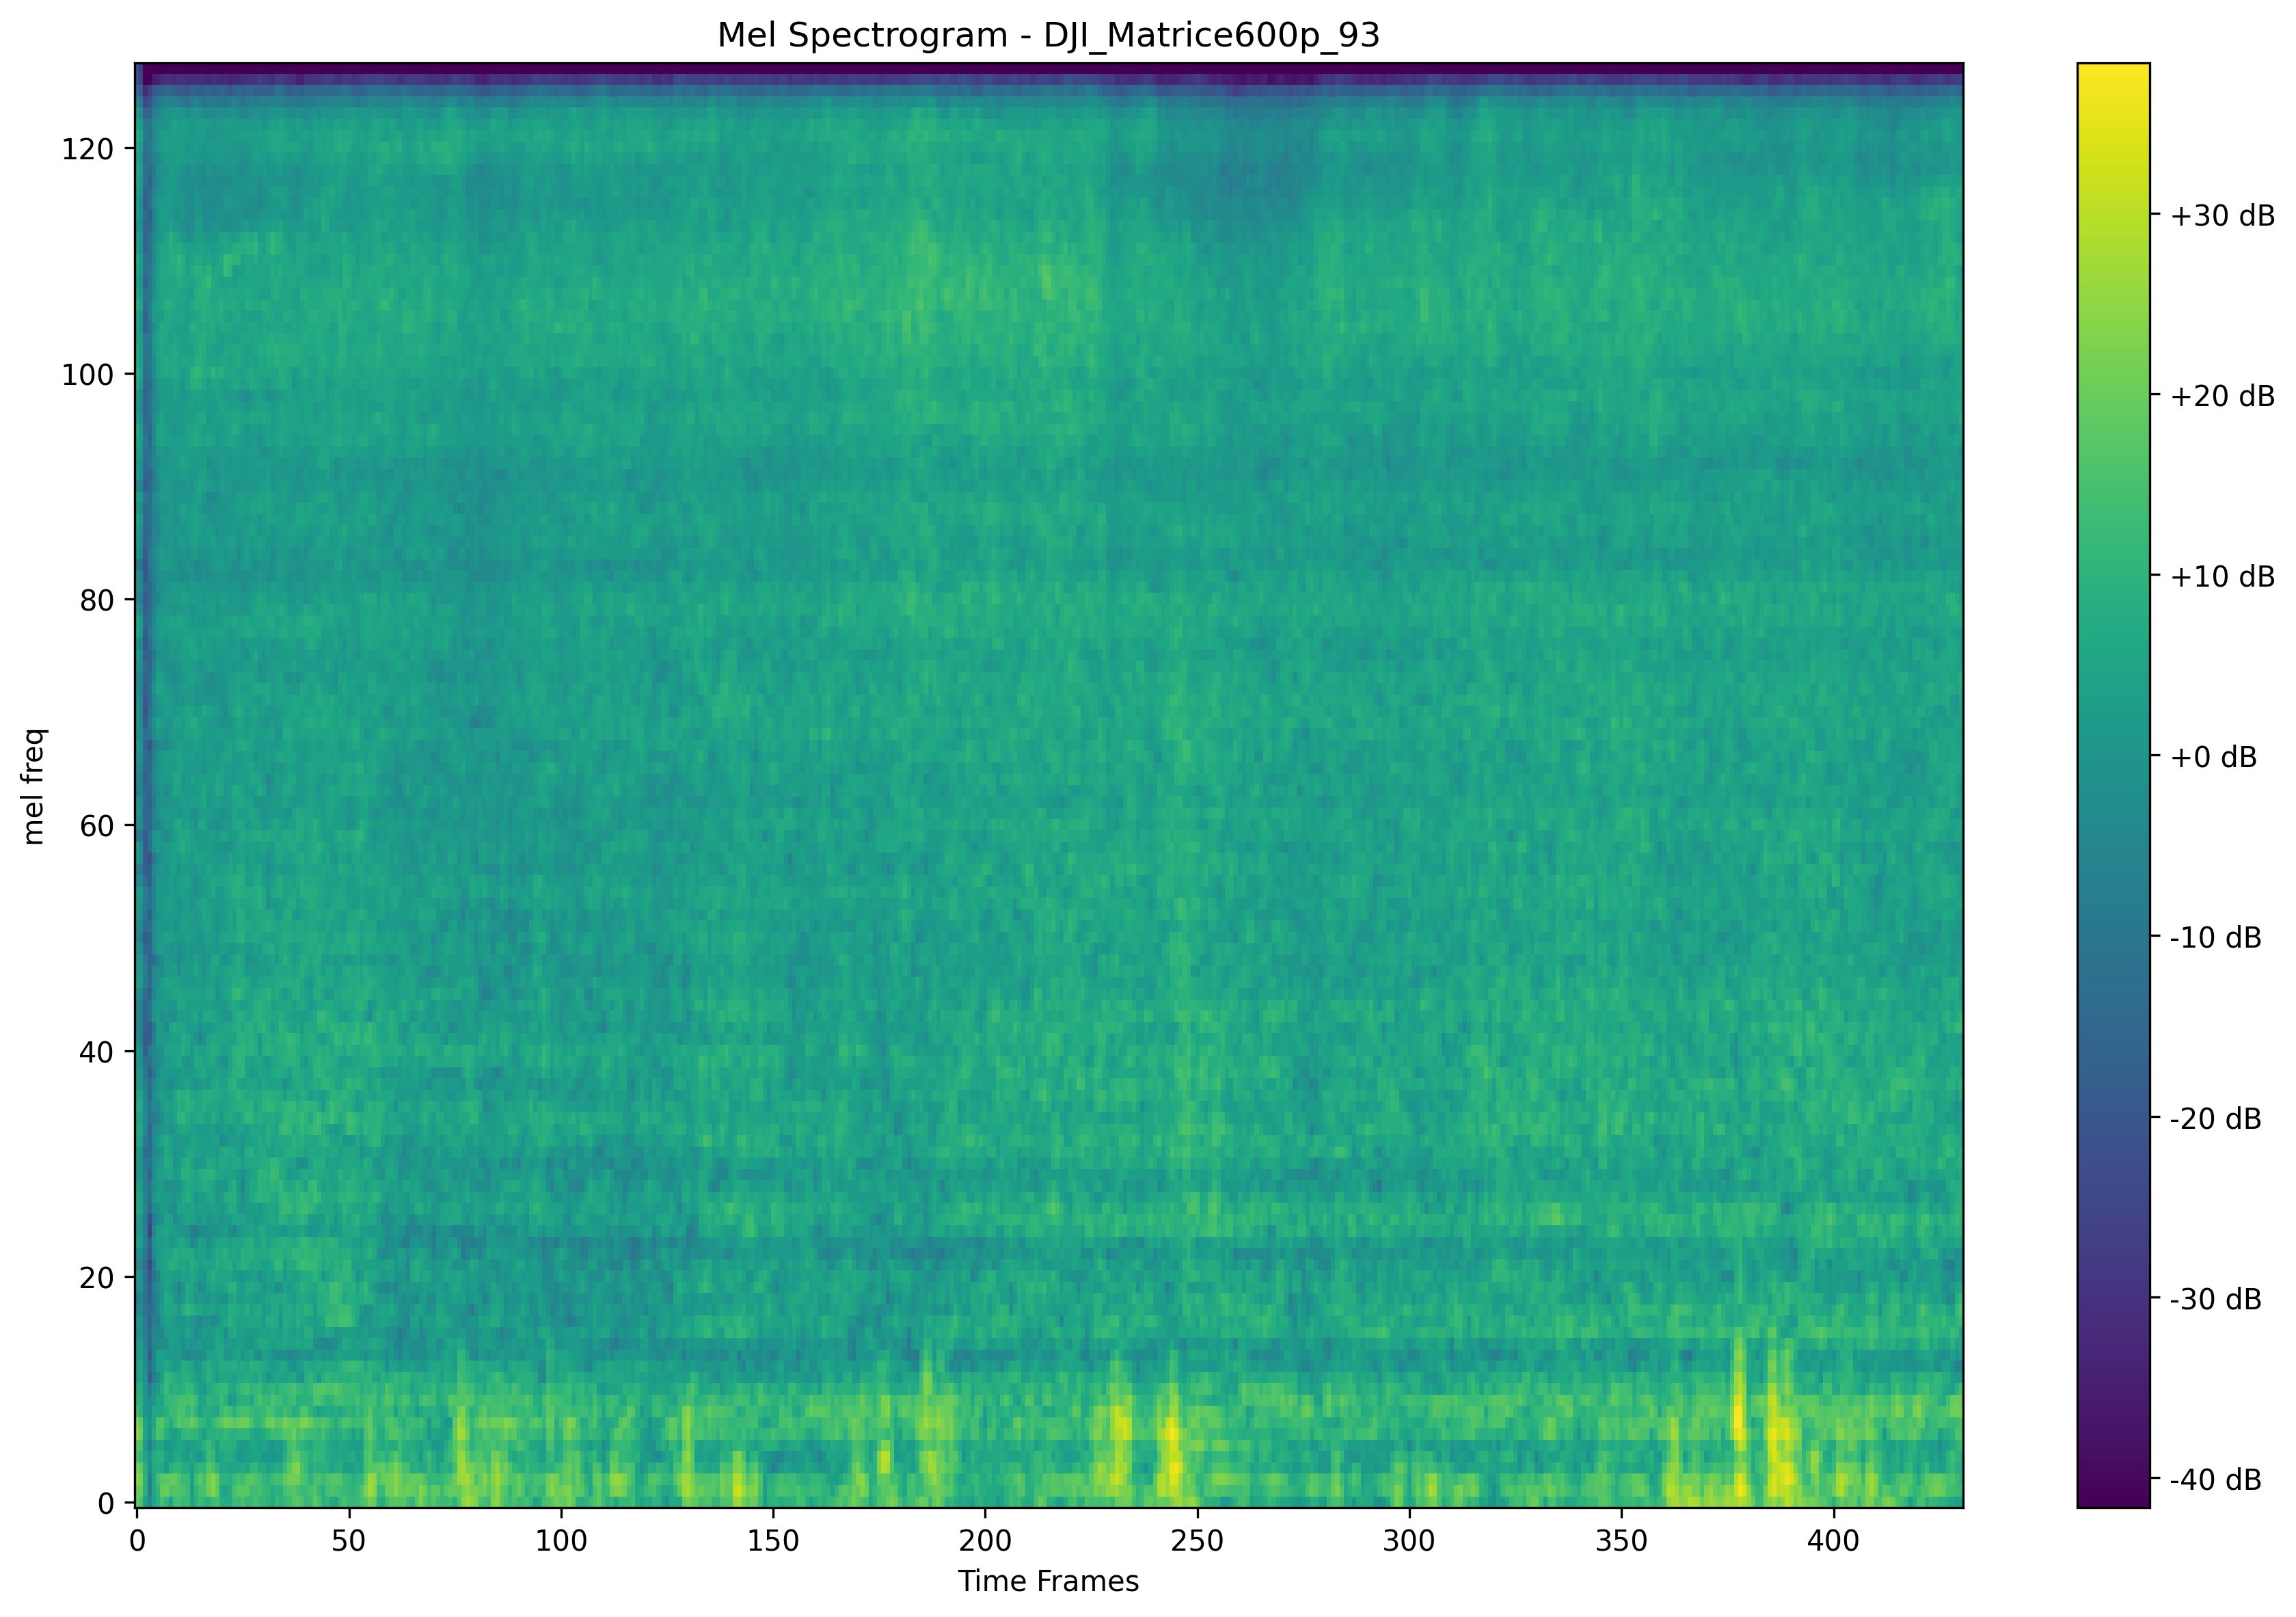 Mel Spectrogram - DJI_Matrice600p_93
mel freq
120
100
80
60
40
20
0
0 50 100 150 200 250 300 350 400
Time Frames
+30 dB
+20 dB
+10 dB
+0 dB
-10 dB
-20 dB
-30 dB
-40 dB